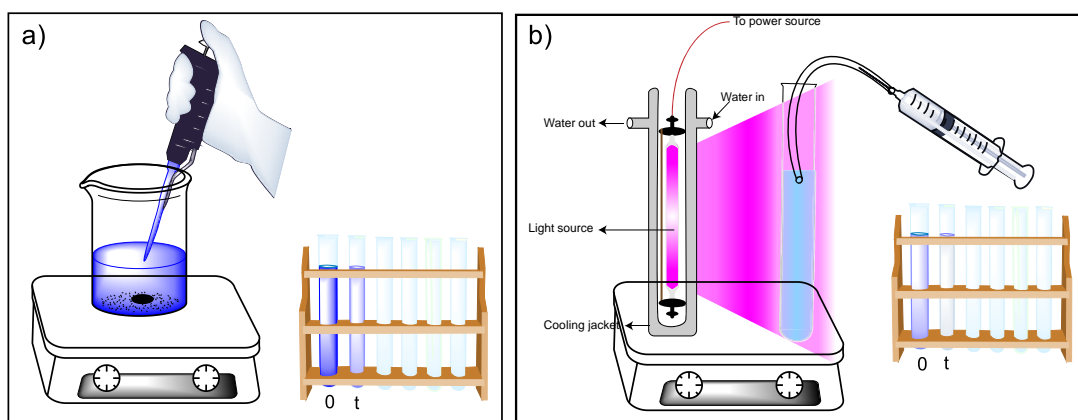 a)
0 t
b)
To power source
Water in
Water out
Light source
Cooling jacket
0 t